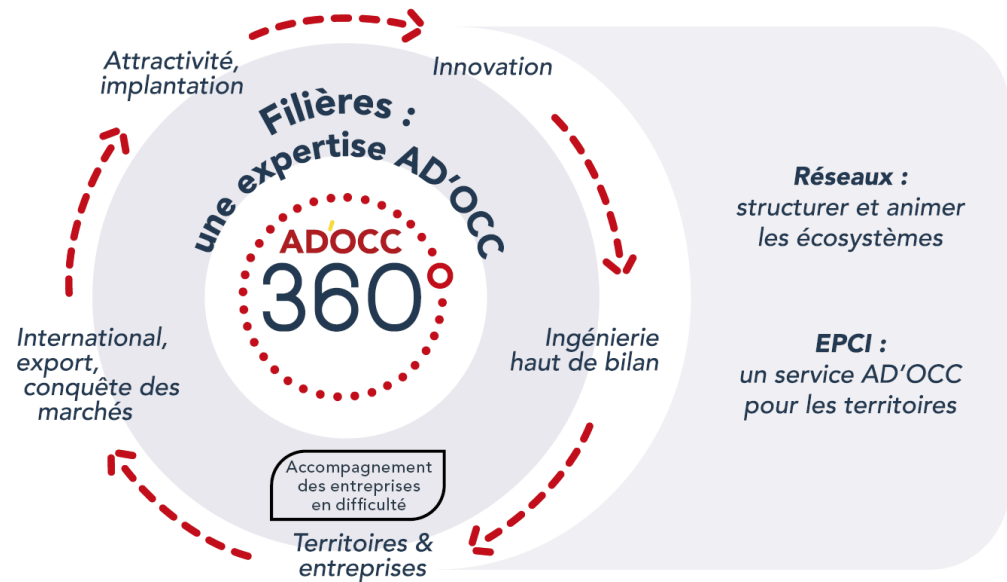 Attractivité,
implantation
Innovation
Filières :
une expertise AD'OCC
AD'OCC
360°
Réseaux :
structurer et animer
les écosystèmes
International,
export,
conquête des
marchés
Ingénierie
haut de bilan
EPCI :
un service AD'OCC
pour les territoires
Accompagnement
des entreprises
en difficulté
Territoires &
entreprises